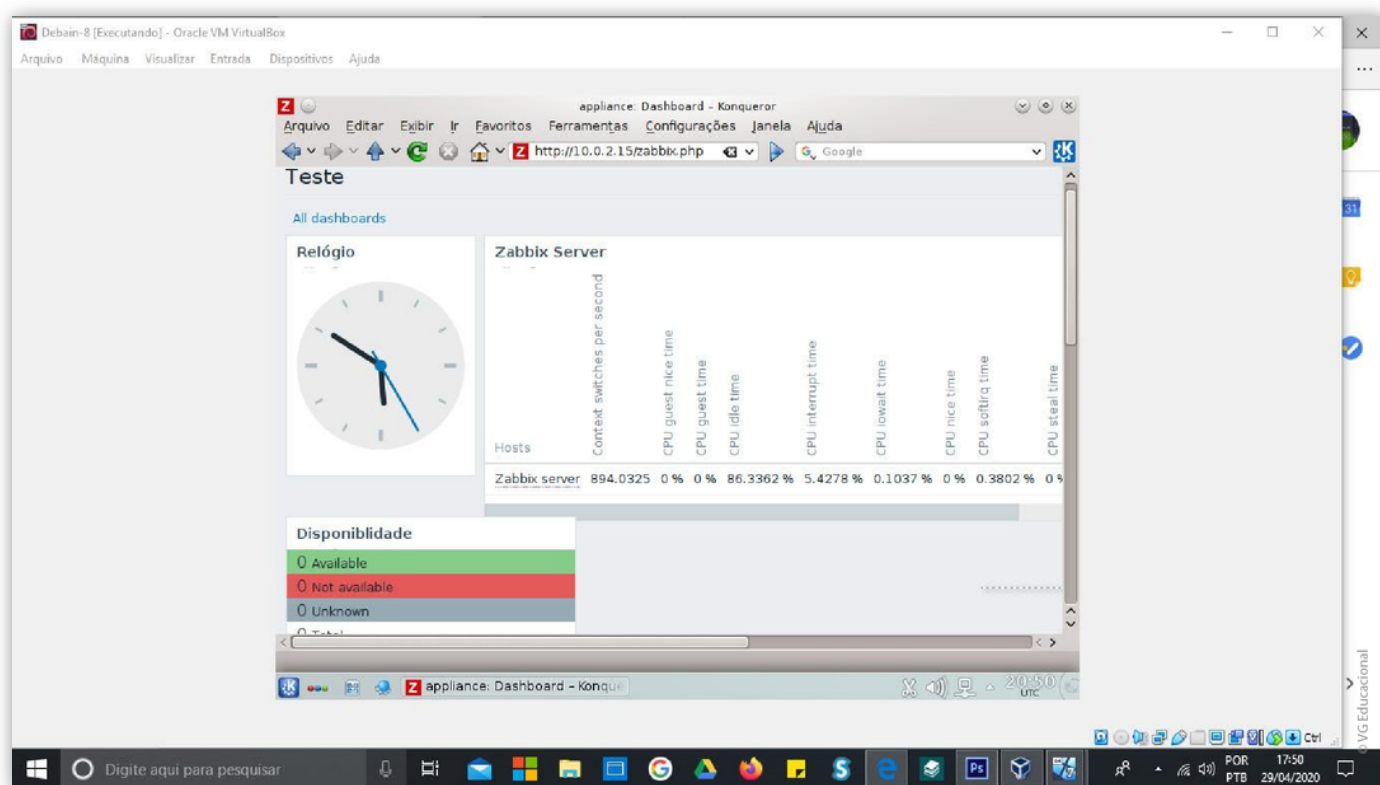 Debain-8 [Executando] - Oracle VM VirtualBox
Arquivo Máquina Visualizar Entrada Dispositivos Ajuda
appliance: Dashboard – Konqueror
Arquivo Editar Exibir Ir Favoritos Ferramentas Configurações Janela Ajuda
http://10.0.2.15/zabbix.php Google
Teste
All dashboards
Relógio
Zabbix Server
Hosts
Context switches per second
CPU guest nice time
CPU guest time
CPU idle time
CPU interrupt time
CPU iowait time
CPU nice time
CPU softirq time
CPU steal time
Zabbix server 894.0325 0 % 0 % 86.3362 % 5.4278 % 0.1037 % 0 % 0.3802 % 0 %
Disponiblidade
0 Available
0 Not available
0 Unknown
0 Total
Z appliance: Dashboard – Konque
20:50
UTC
Ctrl
31
© VG Educacional
Digite aqui para pesquisar
Ps
POR
PTB
17:50
29/04/2020